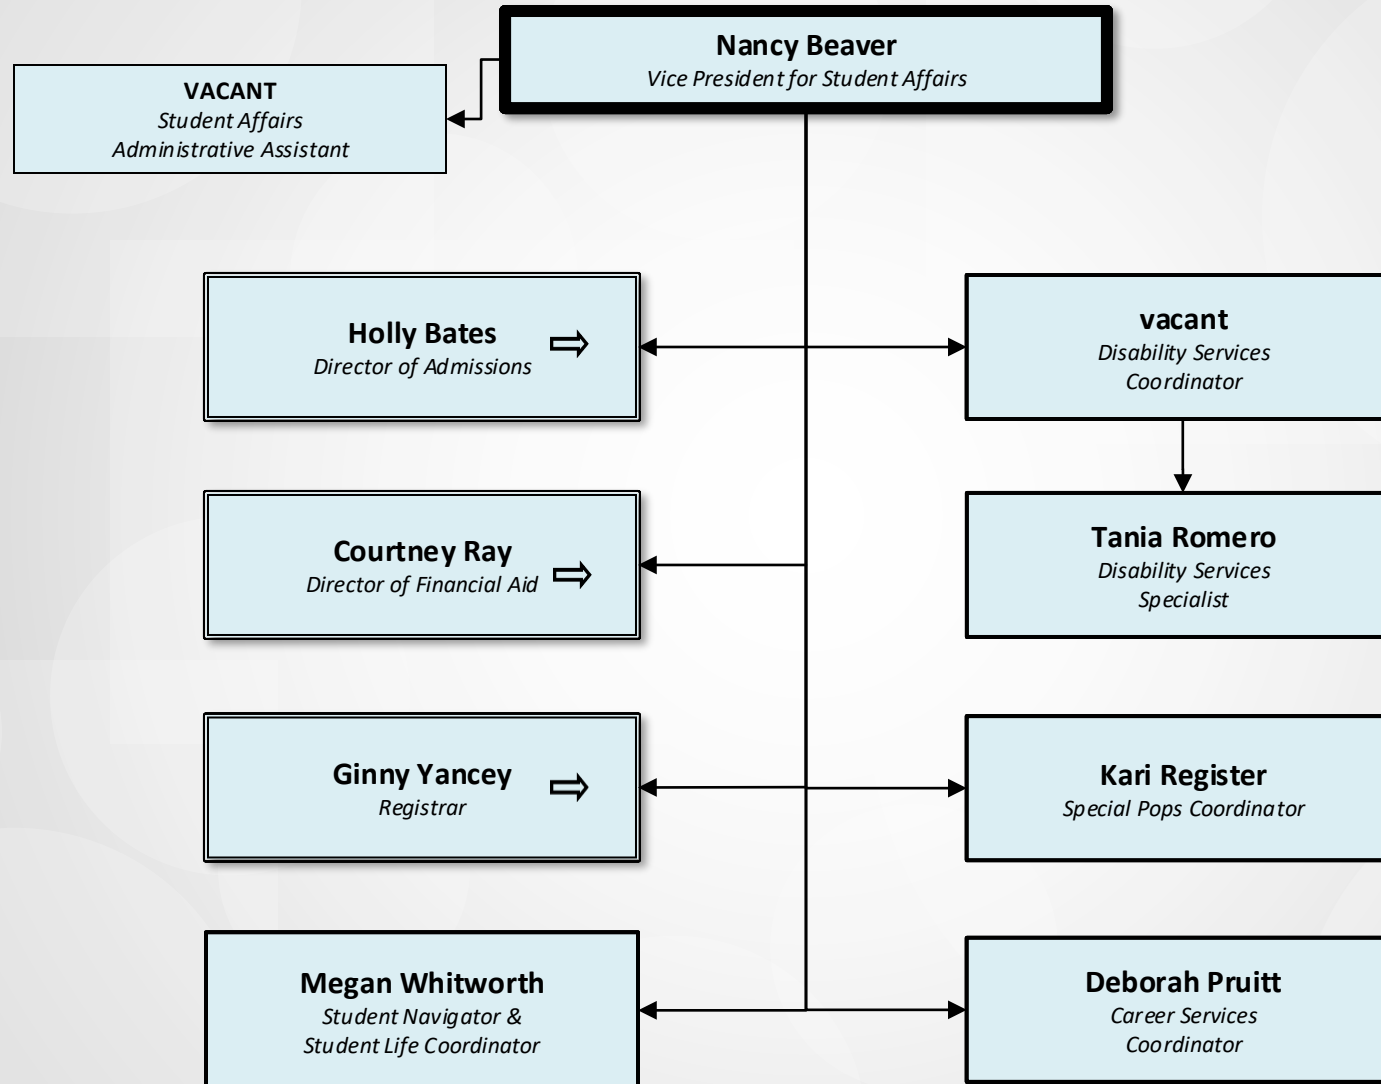 Nancy Beaver
Vice President for Student Affairs
VACANT
Student Affairs
Administrative Assistant
Holly Bates
Director of Admissions
vacant
Disability Services
Coordinator
Courtney Ray
Director of Financial Aid
Tania Romero
Disability Services
Specialist
Ginny Yancey
Registrar
Kari Register
Special Pops Coordinator
Megan Whitworth
Student Navigator &
Student Life Coordinator
Deborah Pruitt
Career Services
Coordinator